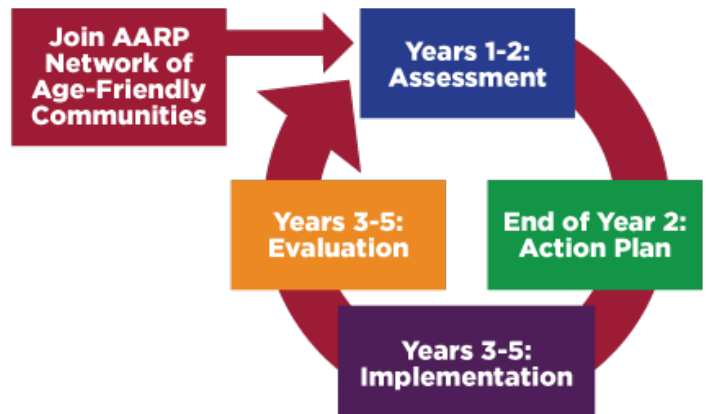 Join AARP
Network of
Age-Friendly
Communities
Years 1-2:
Assessment
End of Year 2:
Action Plan
Years 3-5:
Implementation
Years 3-5:
Evaluation